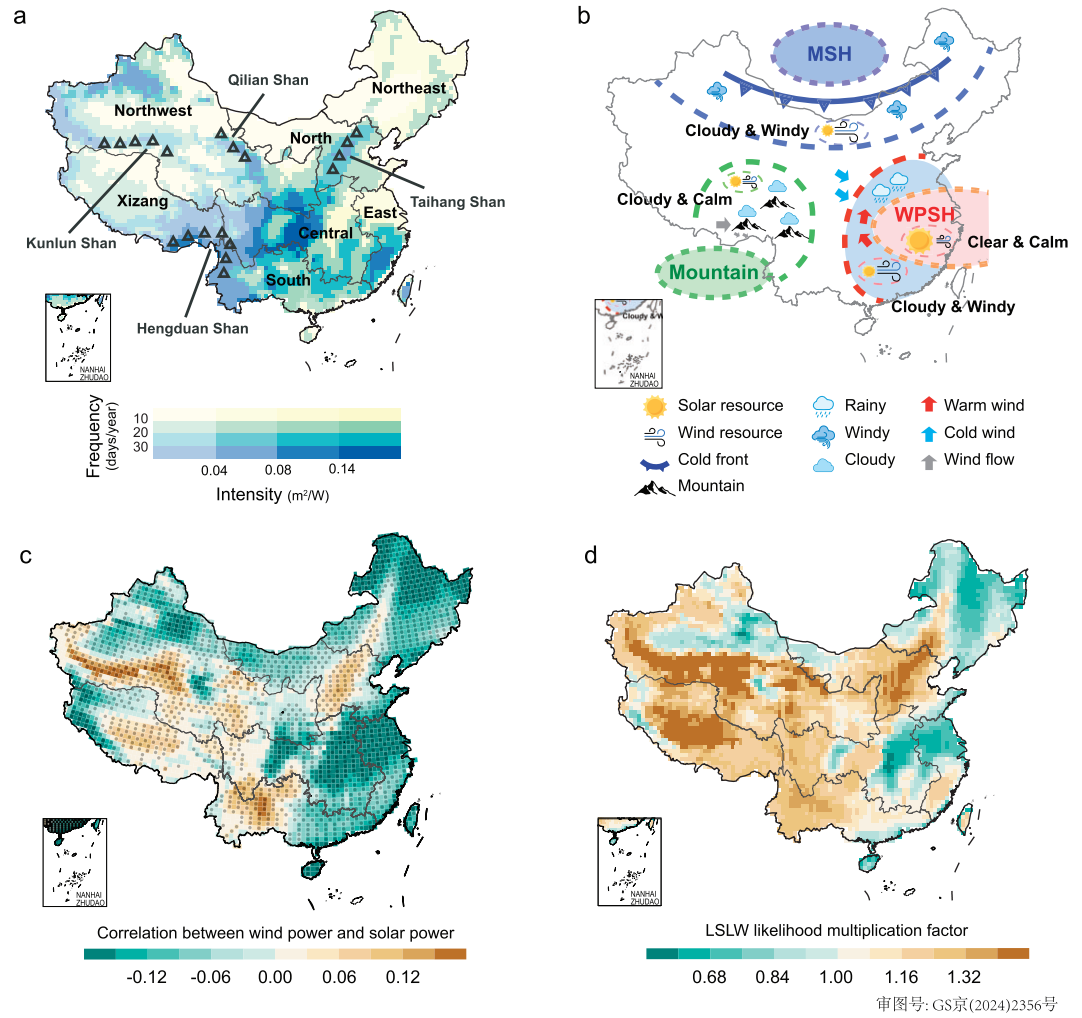 a
Qilian Shan
Northeast
Northwest
North
Xizang
Taihang Shan
East
Central
Kunlun Shan
South
Hengduan Shan
NANHAI
ZHUDAO
Frequency
(days/year)
10
20
30
0.04 0.08 0.14
Intensity (m²/W)
b
MSH
Cloudy & Windy
Cloudy & Calm
WPSH
Clear & Calm
Mountain
Cloudy & Windy
Cloudy & W
NANHAI
ZHUDAO
Solar resource
Rainy
Warm wind
Wind resource
Windy
Cold wind
Cold front
Cloudy
Wind flow
Mountain
c
NANHAI
ZHUDAO
Correlation between wind power and solar power
-0.12 -0.06 0.00 0.06 0.12
d
NANHAI
ZHUDAO
LSLW likelihood multiplication factor
0.68 0.84 1.00 1.16 1.32
审图号: GS京(2024)2356号